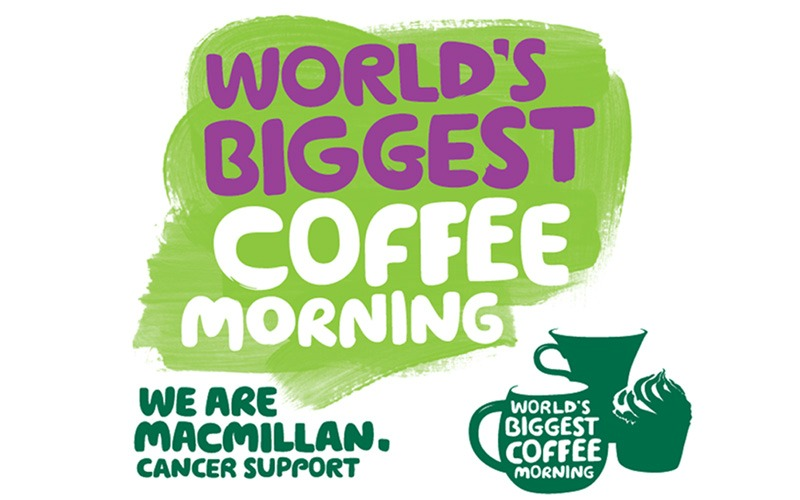 WORLD'S
BIGGEST
COFFEE
MORNING
WE ARE
MACMILLAN.
CANCER SUPPORT
WORLD'S
BIGGEST
COFFEE
MORNING